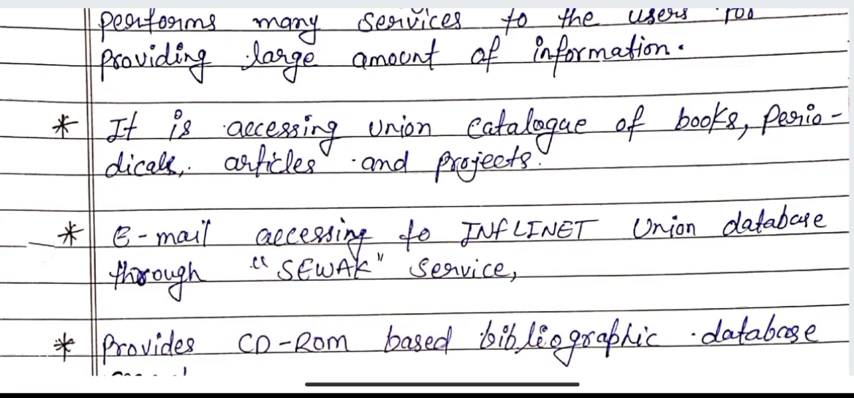 performs many services to the users for
providing large amount of information.
* It is accessing union catalogue of books, perio-
dicals, articles and projects.
* E-mail accessing to INFLINET Union database
through "SEWAK" service,
* Provides CD-Rom based bibliographic database